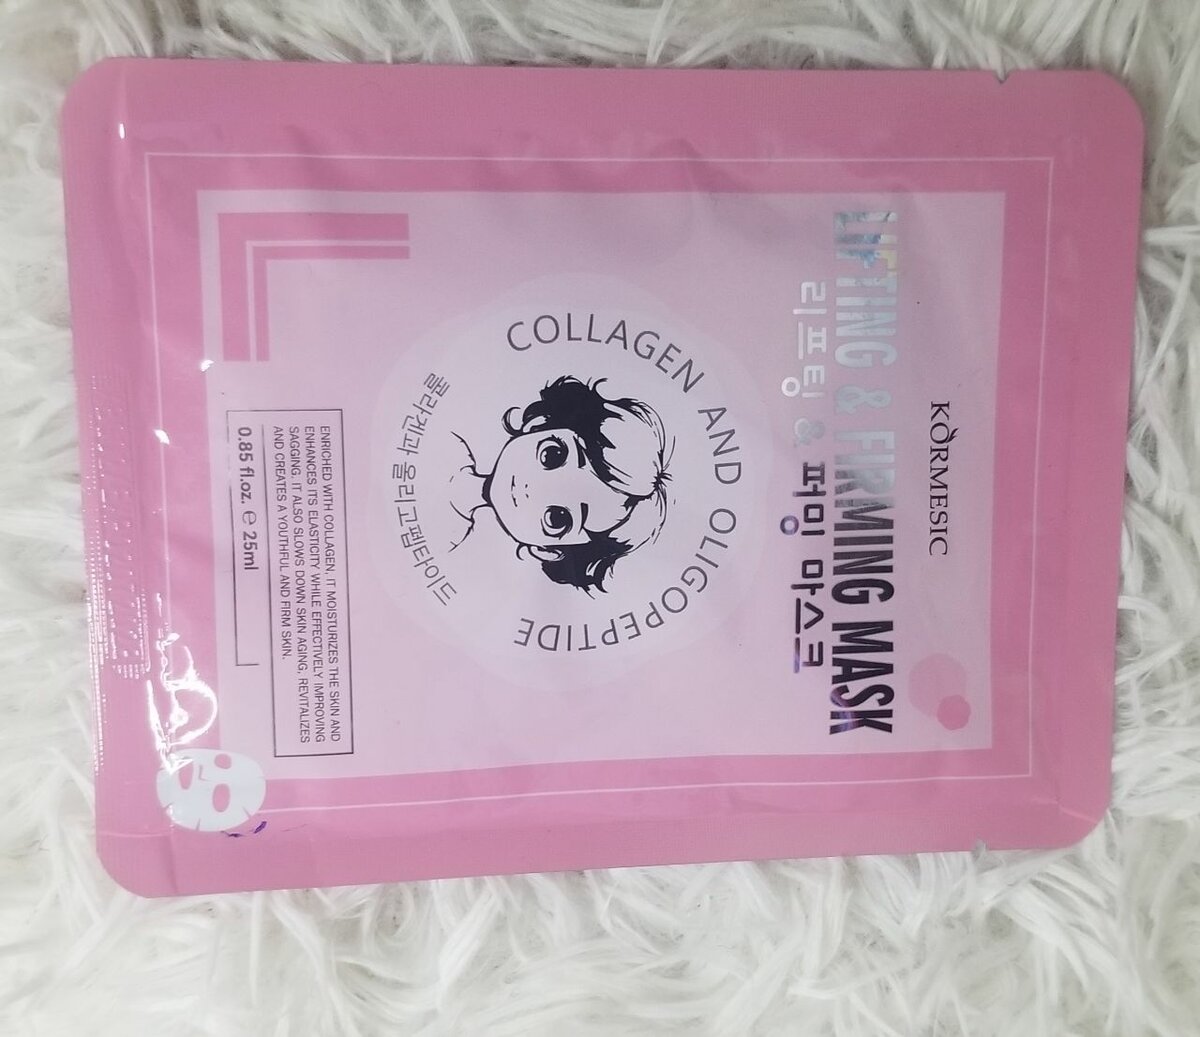 KORMESIC
LIFTING & FIRMING MASK
리프팅 & 퍼밍 마스크
COLLAGEN AND OLIGOPEPTIDE
콜라겐과 올리고펩타이드
ENRICHED WITH COLLAGEN, IT MOISTURIZES THE SKIN AND
ENHANCES ITS ELASTICITY WHILE EFFECTIVELY IMPROVING
SAGGING. IT ALSO SLOWS DOWN SKIN AGING, REVITALIZES
AND CREATES A YOUTHFUL AND FIRM SKIN.
0.85 fl.oz. ℮ 25ml